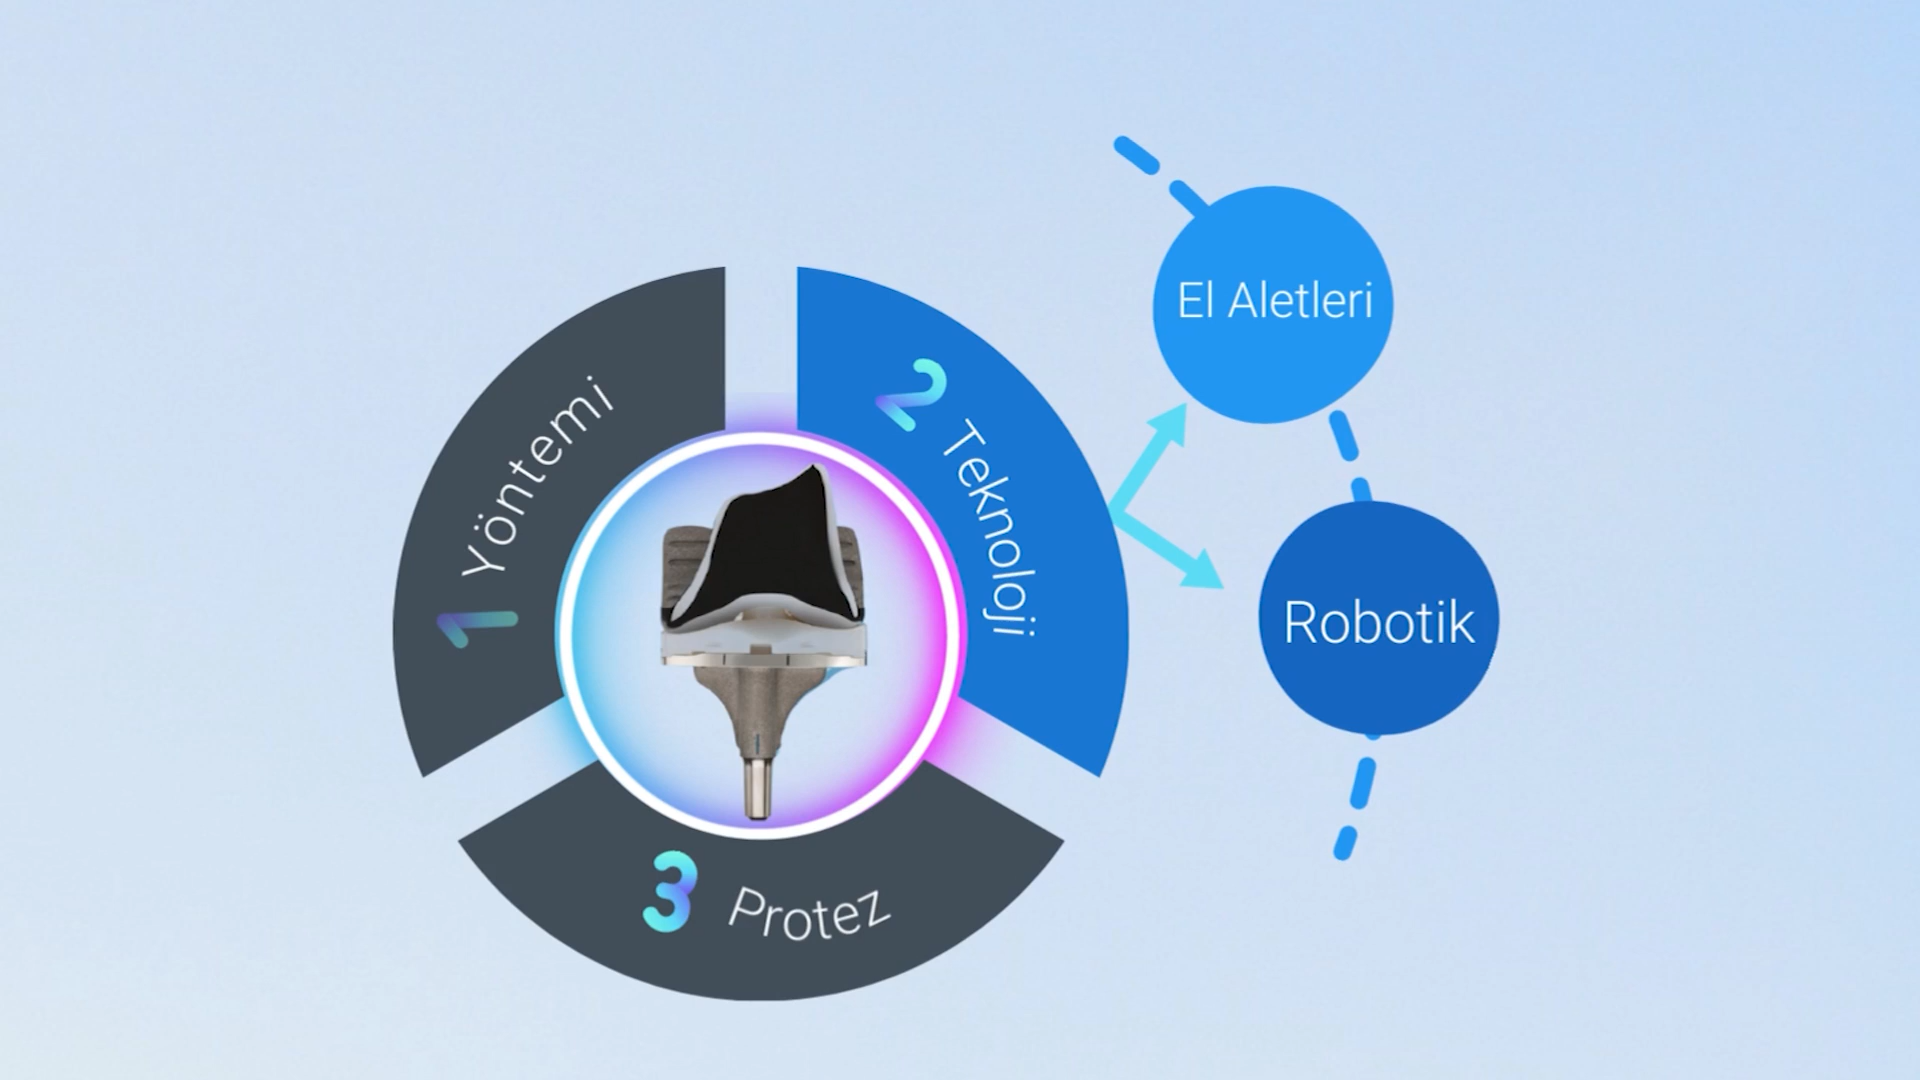 1 Yöntemi
2 Teknoloji
3 Protez
El Aletleri
Robotik